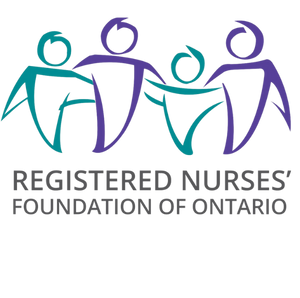 REGISTERED NURSES’
FOUNDATION OF ONTARIO